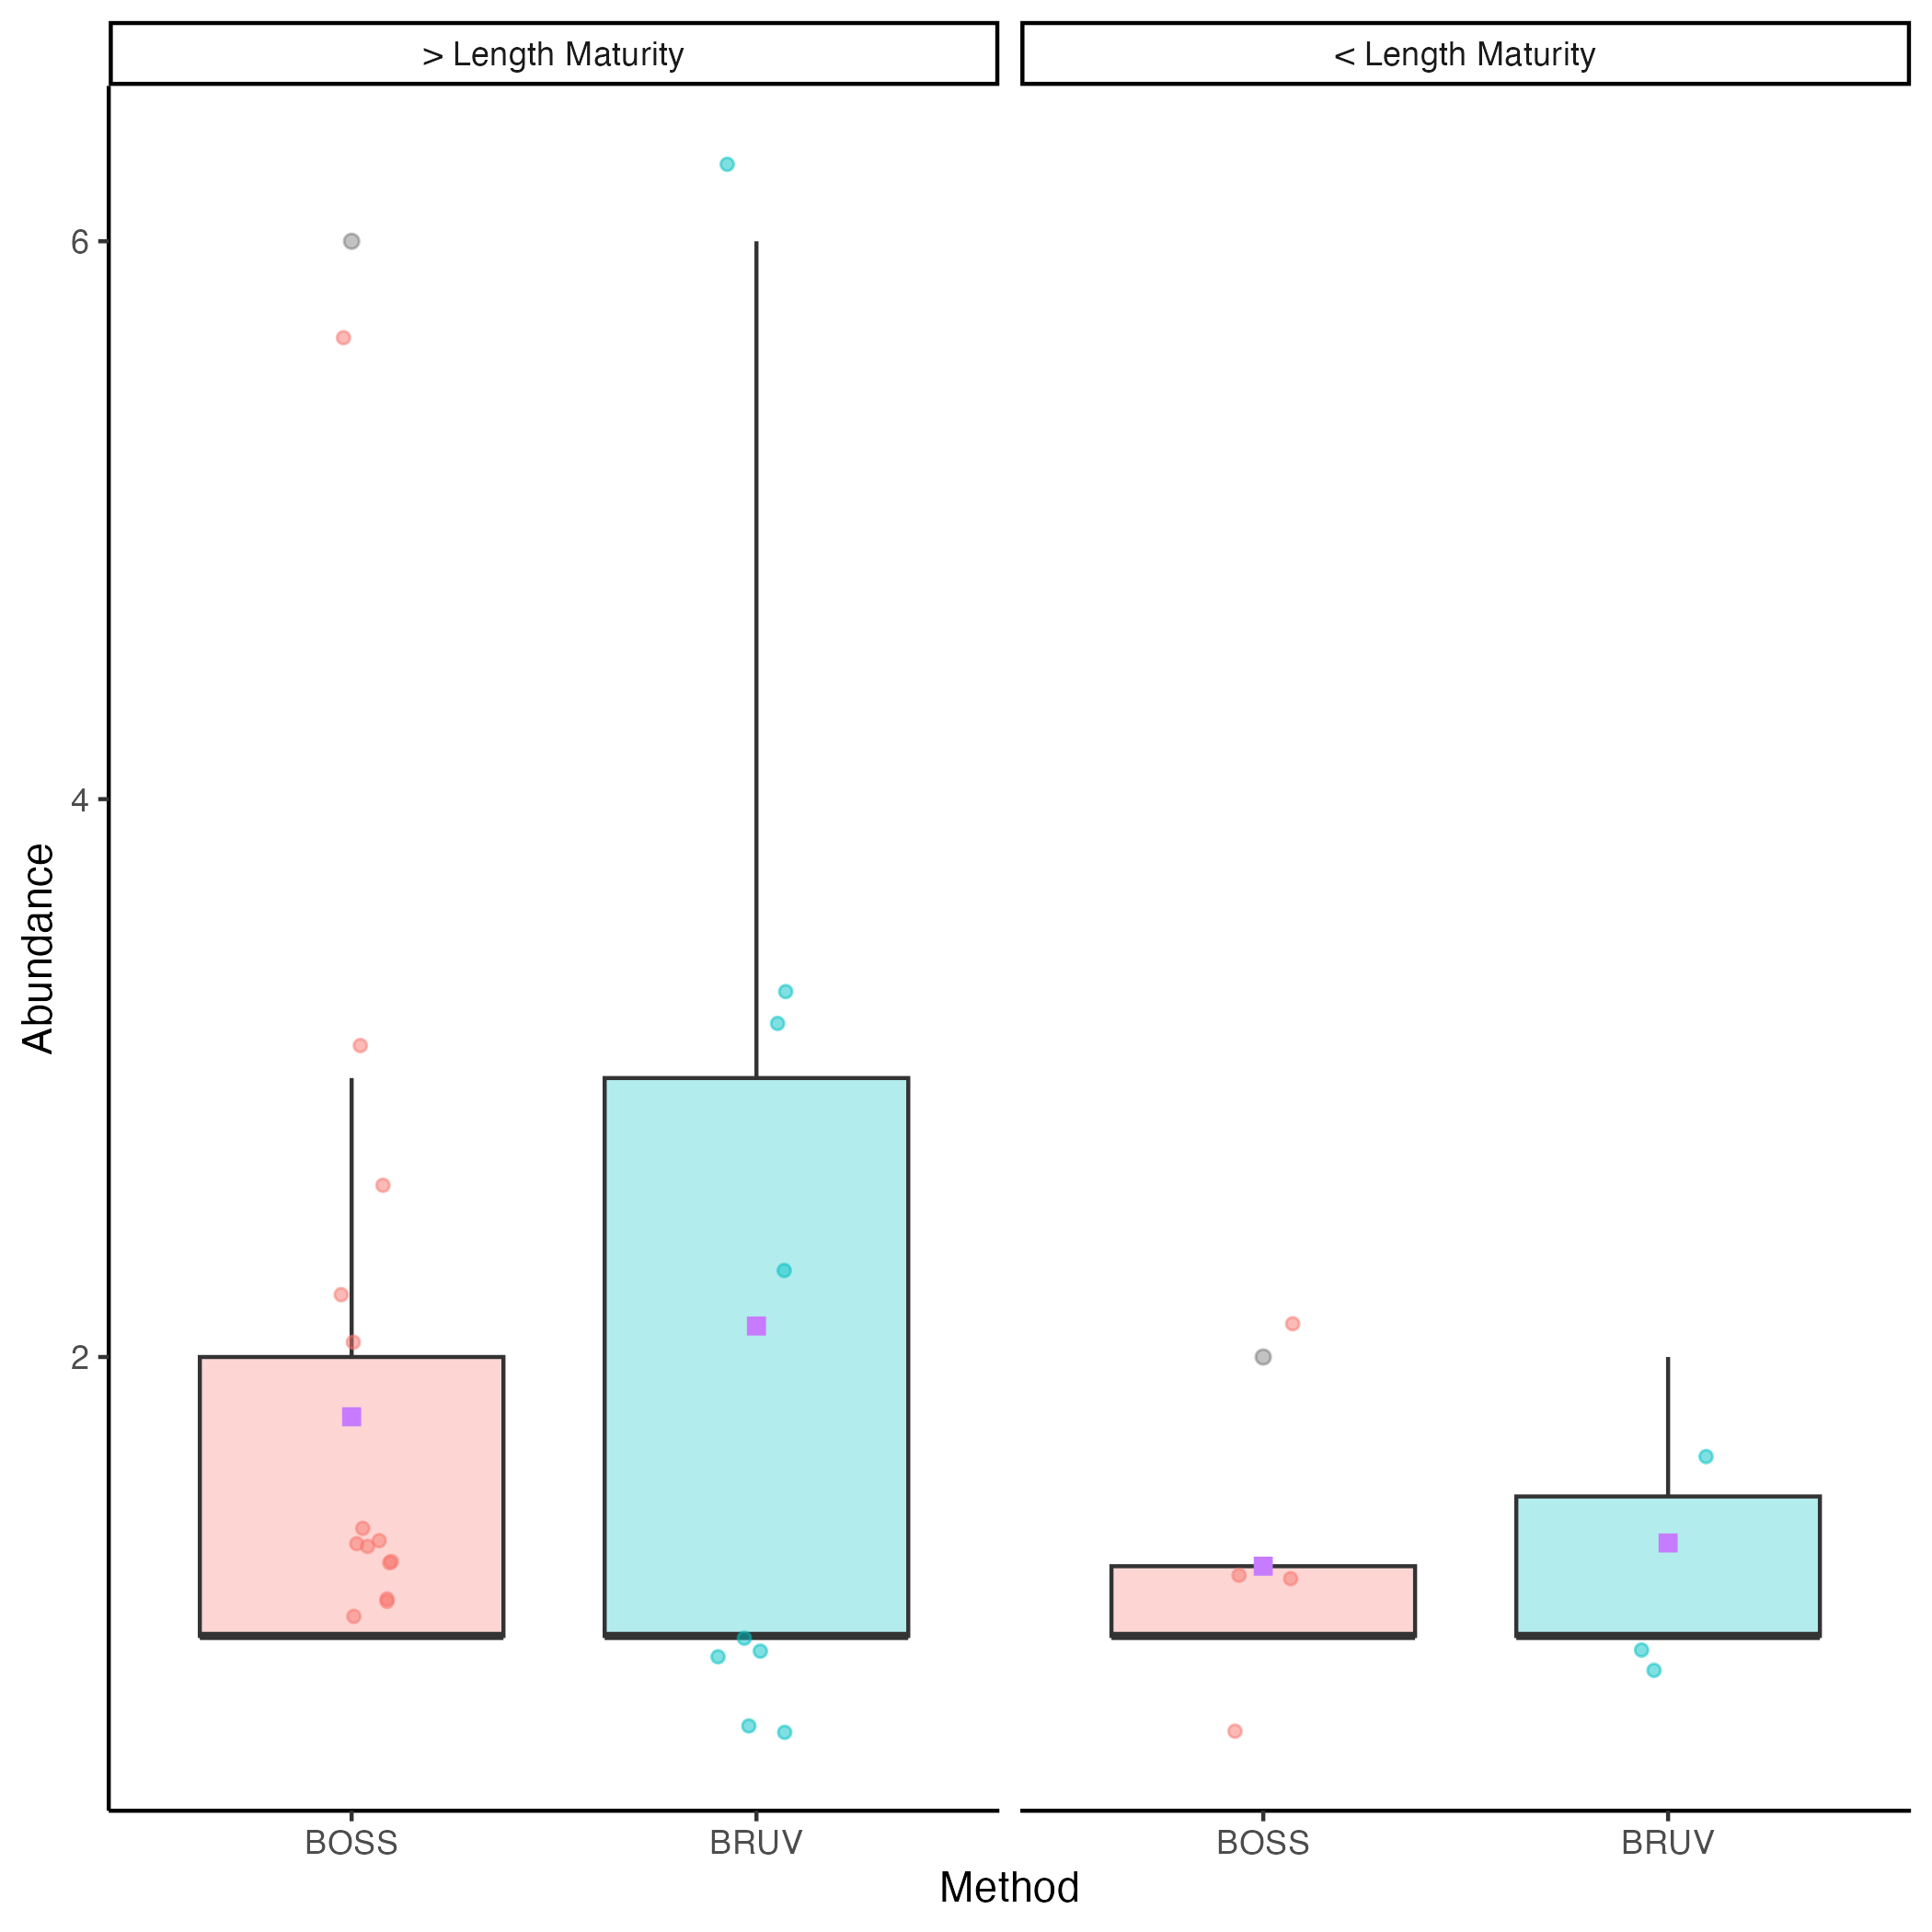 > Length Maturity
< Length Maturity
6
4
2
Abundance
BOSS
BRUV
BOSS
BRUV
Method